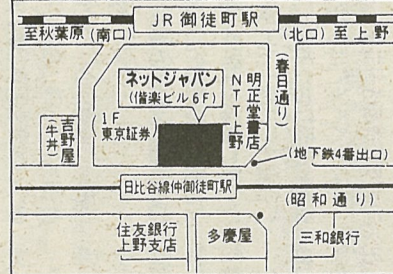 JR御徒町駅
至秋葉原 (南口)
(北口) 至上野
ネットジャパン
(偕楽ビル6F)
(春日通り)
明正堂書店
NTT上野
1F
東京証券
吉野屋
(牛丼)
(地下鉄4番出口)
日比谷線仲御徒町駅
(昭和通り)
住友銀行
上野支店
多慶屋
三和銀行